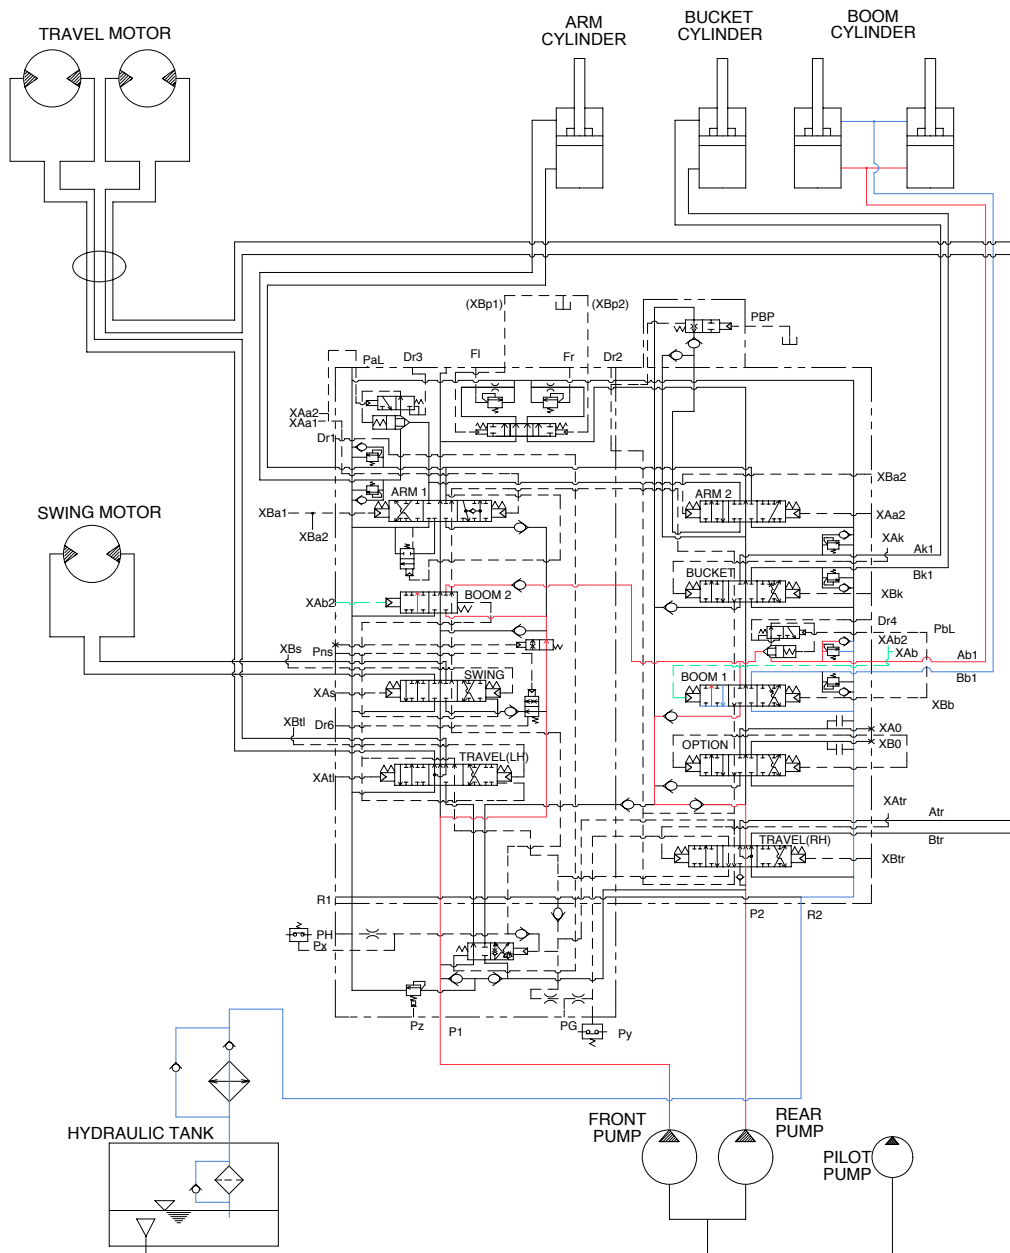 TRAVEL MOTOR
ARM
CYLINDER
BUCKET
CYLINDER
BOOM
CYLINDER
(XBp1)
(XBp2)
PBP
PaL
Dr3
Fl
Fr
Dr2
XAa2
XAa1
Dr1
ARM 1
ARM 2
XBa2
SWING MOTOR
XBa1
XBa2
XAa2
XAk
Ak1
BUCKET
Bk1
XBk
BOOM 2
XAb2
Dr4
PbL
XAb2
XAb
Ab1
XBs
Pns
SWING
Bb1
BOOM 1
XAs
XBb
XBtl
Dr6
XA0
XB0
OPTION
TRAVEL(LH)
XAtl
XAtr
Atr
Btr
TRAVEL(RH)
XBtr
R1
P2
R2
PH
Px
Pz
P1
PG
Py
FRONT
PUMP
REAR
PUMP
HYDRAULIC TANK
PILOT
PUMP